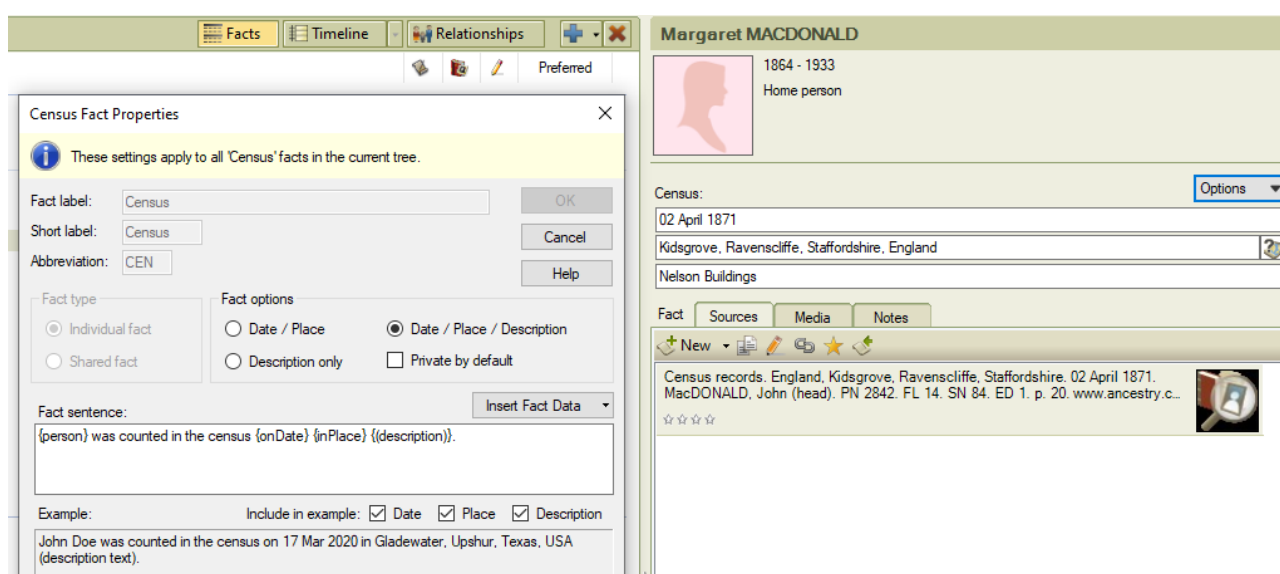 Facts Timeline Relationships
Preferred
Census Fact Properties
These settings apply to all 'Census' facts in the current tree.
Fact label: Census OK
Short label: Census Cancel
Abbreviation: CEN Help
Fact type Fact options
Individual fact Date / Place Date / Place / Description
Shared fact Description only Private by default
Fact sentence: Insert Fact Data
{person} was counted in the census {onDate} {inPlace} {(description)}.
Example: Include in example: Date Place Description
John Doe was counted in the census on 17 Mar 2020 in Gladewater, Upshur, Texas, USA
(description text).
Margaret MACDONALD
1864 - 1933
Home person
Census: Options
02 April 1871
Kidsgrove, Ravenscliffe, Staffordshire, England
Nelson Buildings
Fact Sources Media Notes
New
Census records. England, Kidsgrove, Ravenscliffe, Staffordshire. 02 April 1871.
MacDONALD, John (head). PN 2842. FL 14. SN 84. ED 1. p. 20. www.ancestry.c...